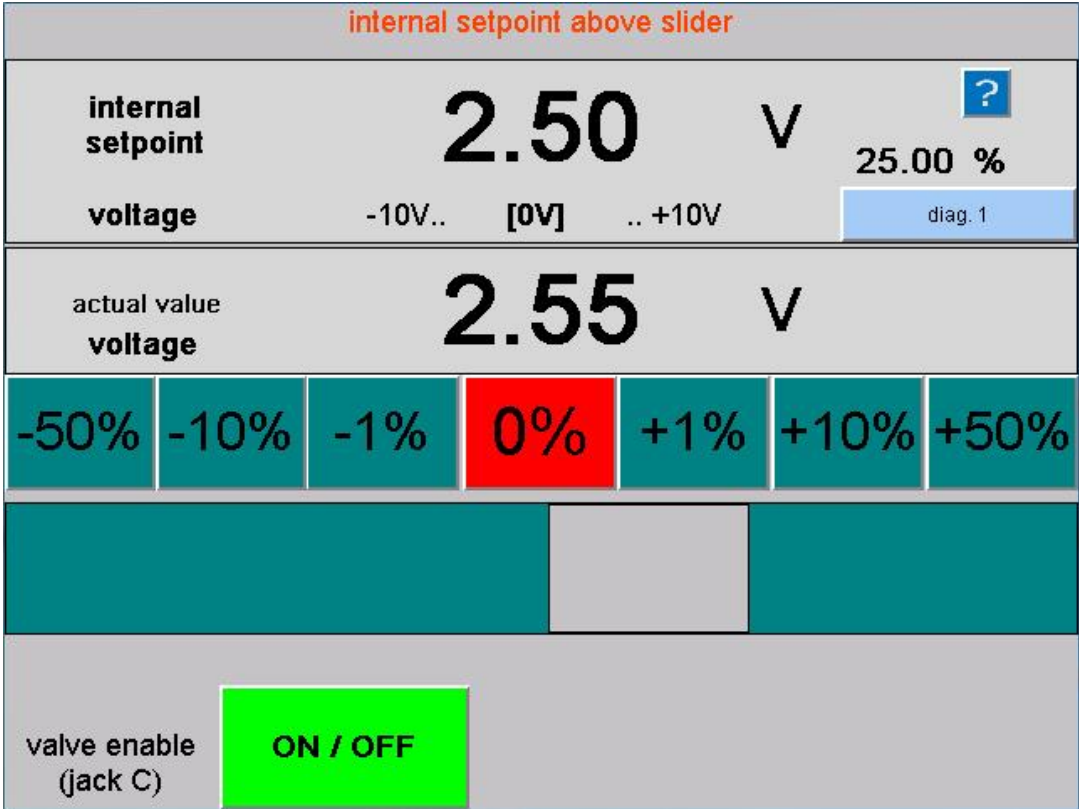 internal setpoint above slider
internal
setpoint
2.50 V
?
25.00 %
voltage
-10V.. [0V] .. +10V
diag. 1
actual value
voltage
2.55 V
-50% -10% -1% 0% +1% +10% +50%
valve enable
(jack C)
ON / OFF